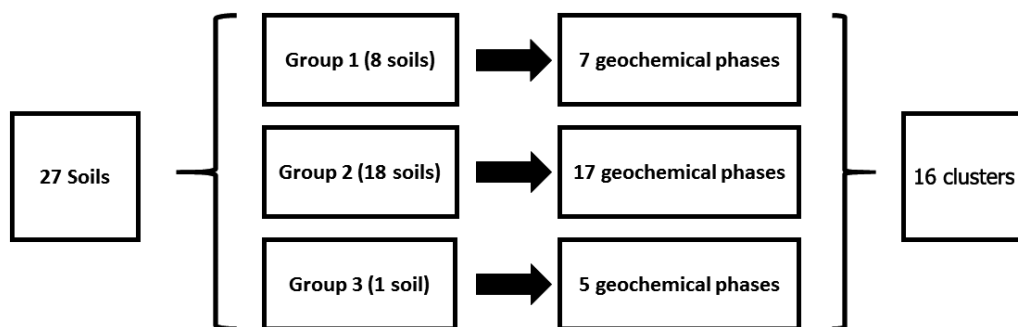 Group 1 (8 soils)
7 geochemical phases
27 Soils
Group 2 (18 soils)
17 geochemical phases
16 clusters
Group 3 (1 soil)
5 geochemical phases